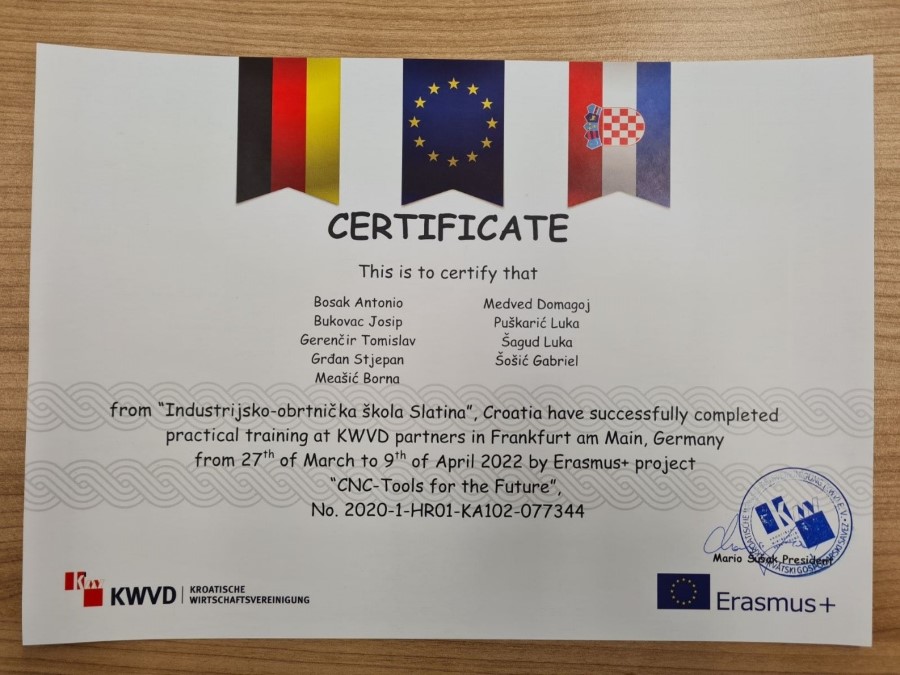 CERTIFICATE
This is to certify that
Bosak Antonio
Bukovac Josip
Gerenčir Tomislav
Grđan Stjepan
Meašić Borna
Medved Domagoj
Puškarić Luka
Šagud Luka
Šošić Gabriel
from “Industrijsko-obrtnička škola Slatina”, Croatia have successfully completed
practical training at KWVD partners in Frankfurt am Main, Germany
from 27th of March to 9th of April 2022 by Erasmus+ project
“CNC-Tools for the Future”,
No. 2020-1-HR01-KA102-077344
Mario Šušak, President
KWVD
KROATISCHE
WIRTSCHAFTSVEREINIGUNG
Erasmus+